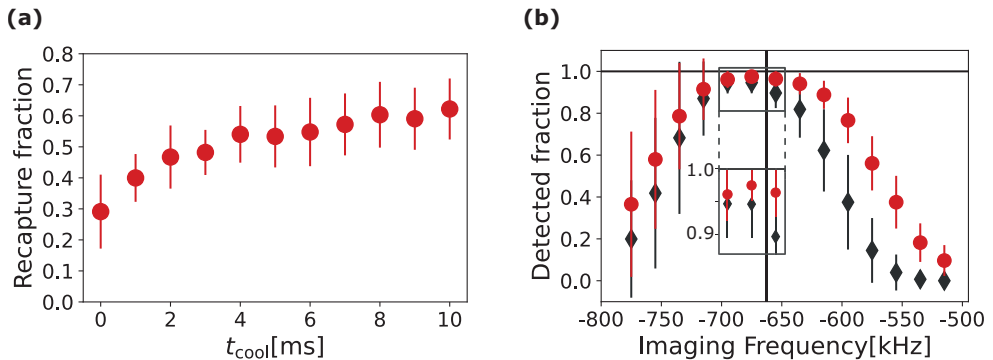 (a)
Recapture fraction
0.8
0.7
0.6
0.5
0.4
0.3
0.2
0.1
0.0
0 2 4 6 8 10
t_cool[ms]
(b)
Detected fraction
1.0
0.8
0.6
0.4
0.2
0.0
1.0
0.9
-800 -750 -700 -650 -600 -550 -500
Imaging Frequency[kHz]